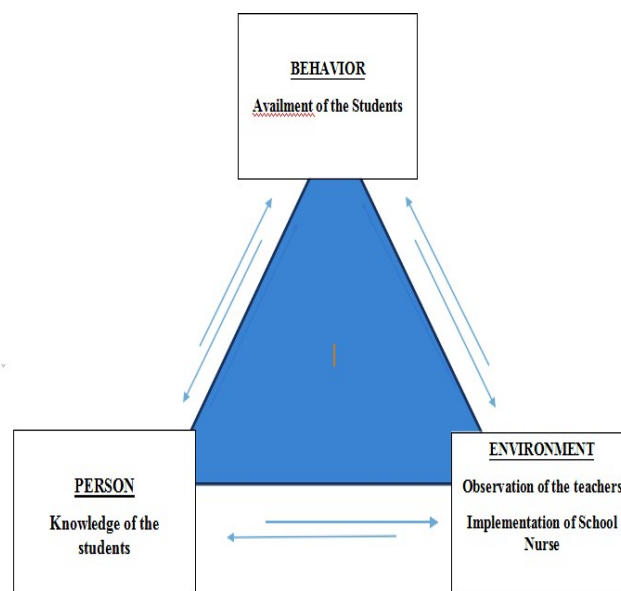 BEHAVIOR
Availment of the Students
PERSON
Knowledge of the
students
ENVIRONMENT
Observation of the teachers
Implementation of School
Nurse